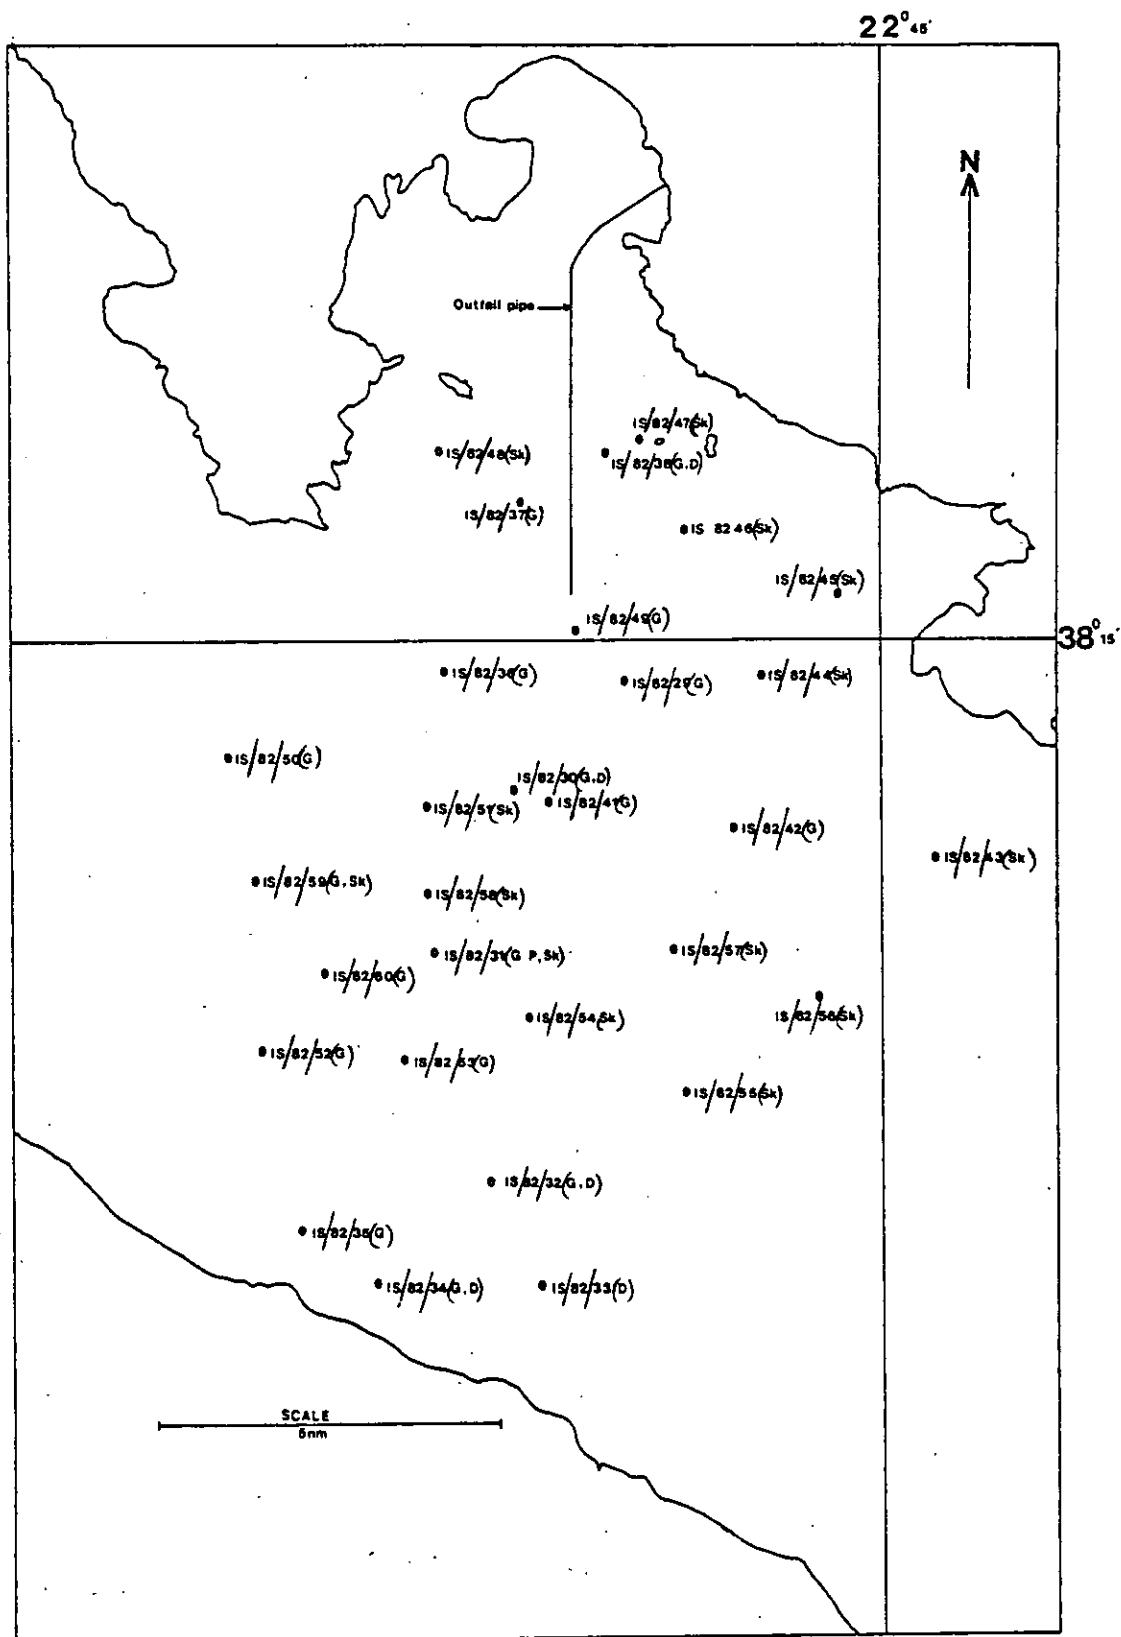 22° 45'
N
Outfall pipe
IS/82/47(Sk)
IS/82/48(Sk)
IS/82/38(G,D)
IS/82/37(G)
IS 82 46(Sk)
IS/82/45(Sk)
IS/82/49(G)
38° 15'
IS/82/36(G)
IS/82/29(G)
IS/82/44(Sk)
IS/82/50(G)
IS/82/30(G,D)
IS/82/51(Sk)
IS/82/41(G)
IS/82/42(G)
IS/82/43(Sk)
IS/82/59(G,Sk)
IS/82/58(Sk)
IS/82/31(G P,Sk)
IS/82/57(Sk)
IS/82/60(G)
IS/82/54(Sk)
IS/82/56(Sk)
IS/82/52(G)
IS/82/53(G)
IS/82/55(Sk)
IS/82/32(G,D)
IS/82/35(G)
IS/82/34(G,D)
IS/82/33(D)
SCALE
5nm